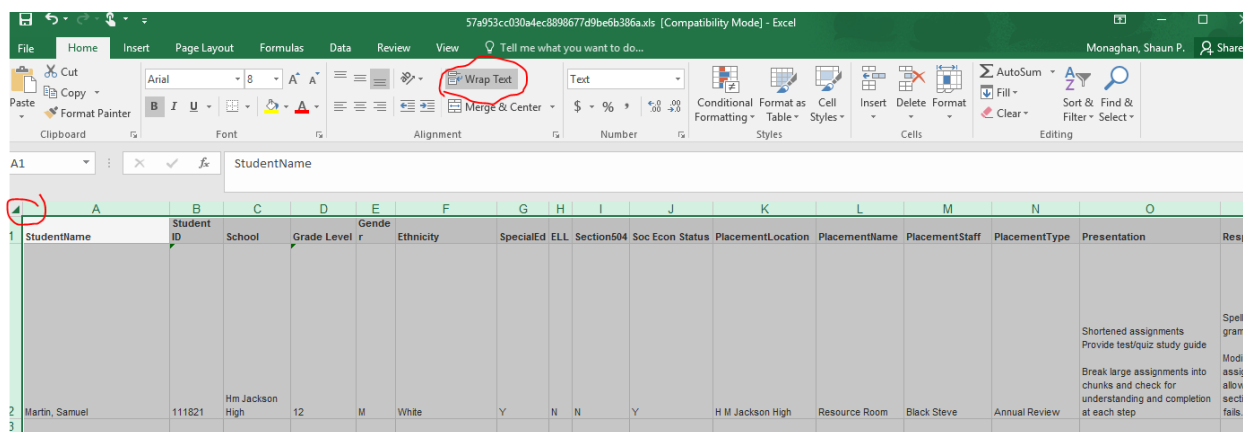 57a953cc030a4ec8898677d9be6b386a.xls [Compatibility Mode] - Excel
File Home Insert Page Layout Formulas Data Review View Tell me what you want to do... Monaghan, Shaun P. Share
Cut
Copy
Format Painter
Paste
Clipboard
Arial 8 A A
B I U A
Font
Wrap Text
Merge & Center
Alignment
Text
$ % , .0 .00 .00 .0
Number
Conditional Formatting
Format as Table
Cell Styles
Styles
Insert Delete Format
Cells
AutoSum
Fill
Clear
Sort & Filter
Find & Select
Editing
A1 fx StudentName
A B C D E F G H I J K L M N O
1 StudentName Student ID School Grade Level Gender Ethnicity SpecialEd ELL Section504 Soc Econ Status PlacementLocation PlacementName PlacementStaff PlacementType Presentation
2 Martin, Samuel 111821 Hm Jackson High 12 M White Y N N Y H M Jackson High Resource Room Black Steve Annual Review
Shortened assignments
Provide test/quiz study guide
Break large assignments into
chunks and check for
understanding and completion
at each step
fails.
3